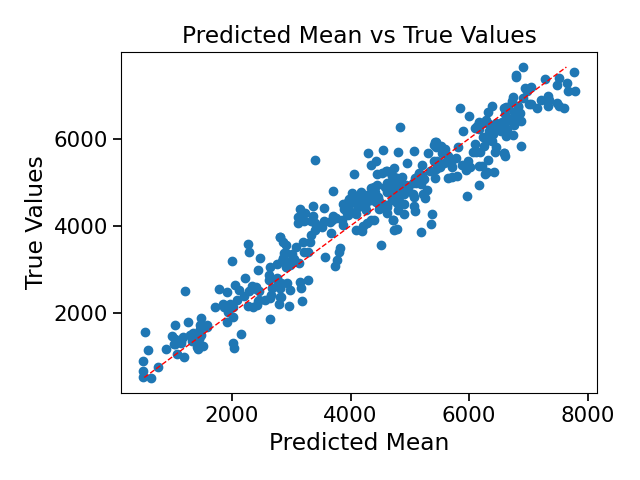 Predicted Mean vs True Values
True Values
6000
4000
2000
2000 4000 6000 8000
Predicted Mean